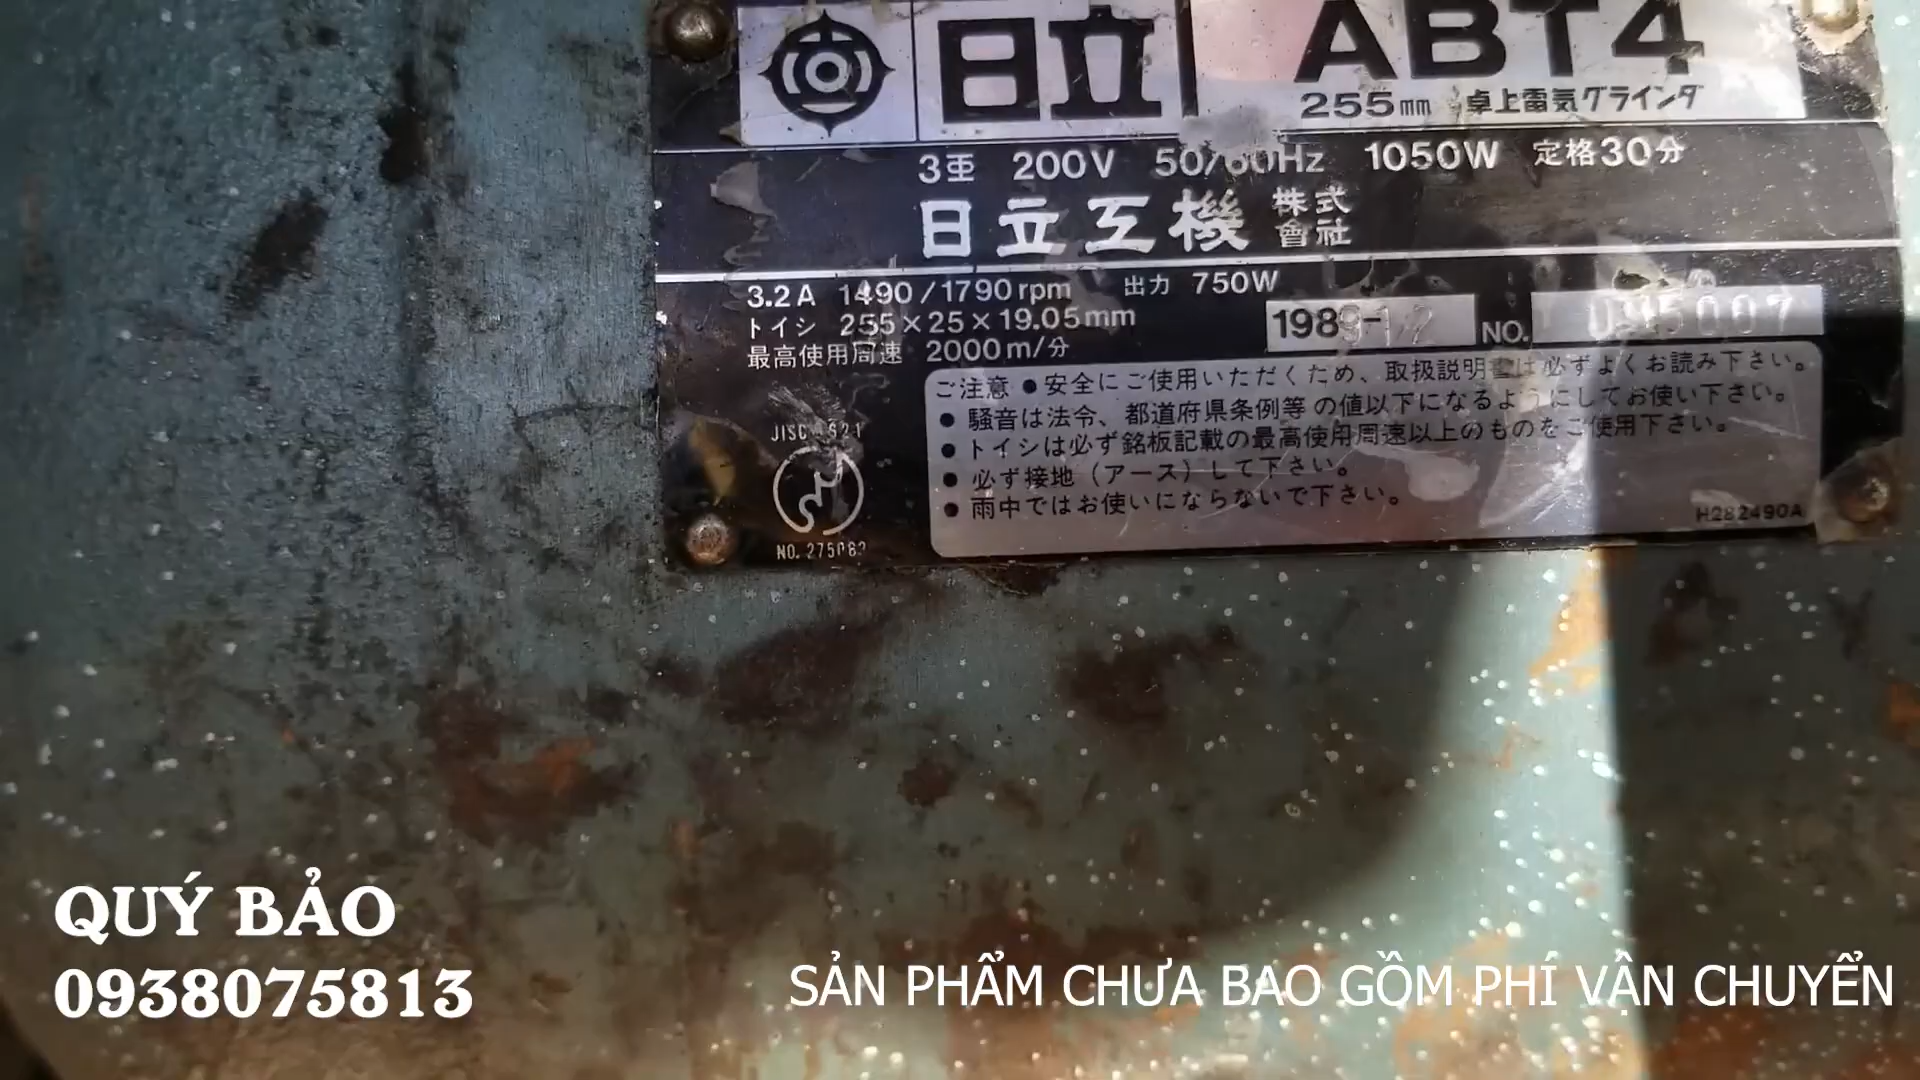 日立 ABT4
255mm 卓上電気グラインダ
3亜 200V 50/60Hz 1050W 定格30分
日立工機 株式會社
3.2A 1490/1790rpm 出力 750W
トイシ 255×25×19.05mm
1989-12 NO.
最高使用周速 2000m/分
ご注意 ●安全にご使用いただくため、取扱説明書は必ずよくお読み下さい。
●騒音は法令、都道府県条例等の値以下になるようにしてお使い下さい。
●トイシは必ず銘板記載の最高使用周速以上のものをご使用下さい。
●必ず接地（アース）して下さい。
●雨中ではお使いにならないで下さい。
H282490A
JISC
NO.
QUÝ BẢO
0938075813
SẢN PHẨM CHƯA BAO GỒM PHÍ VẬN CHUYỂN